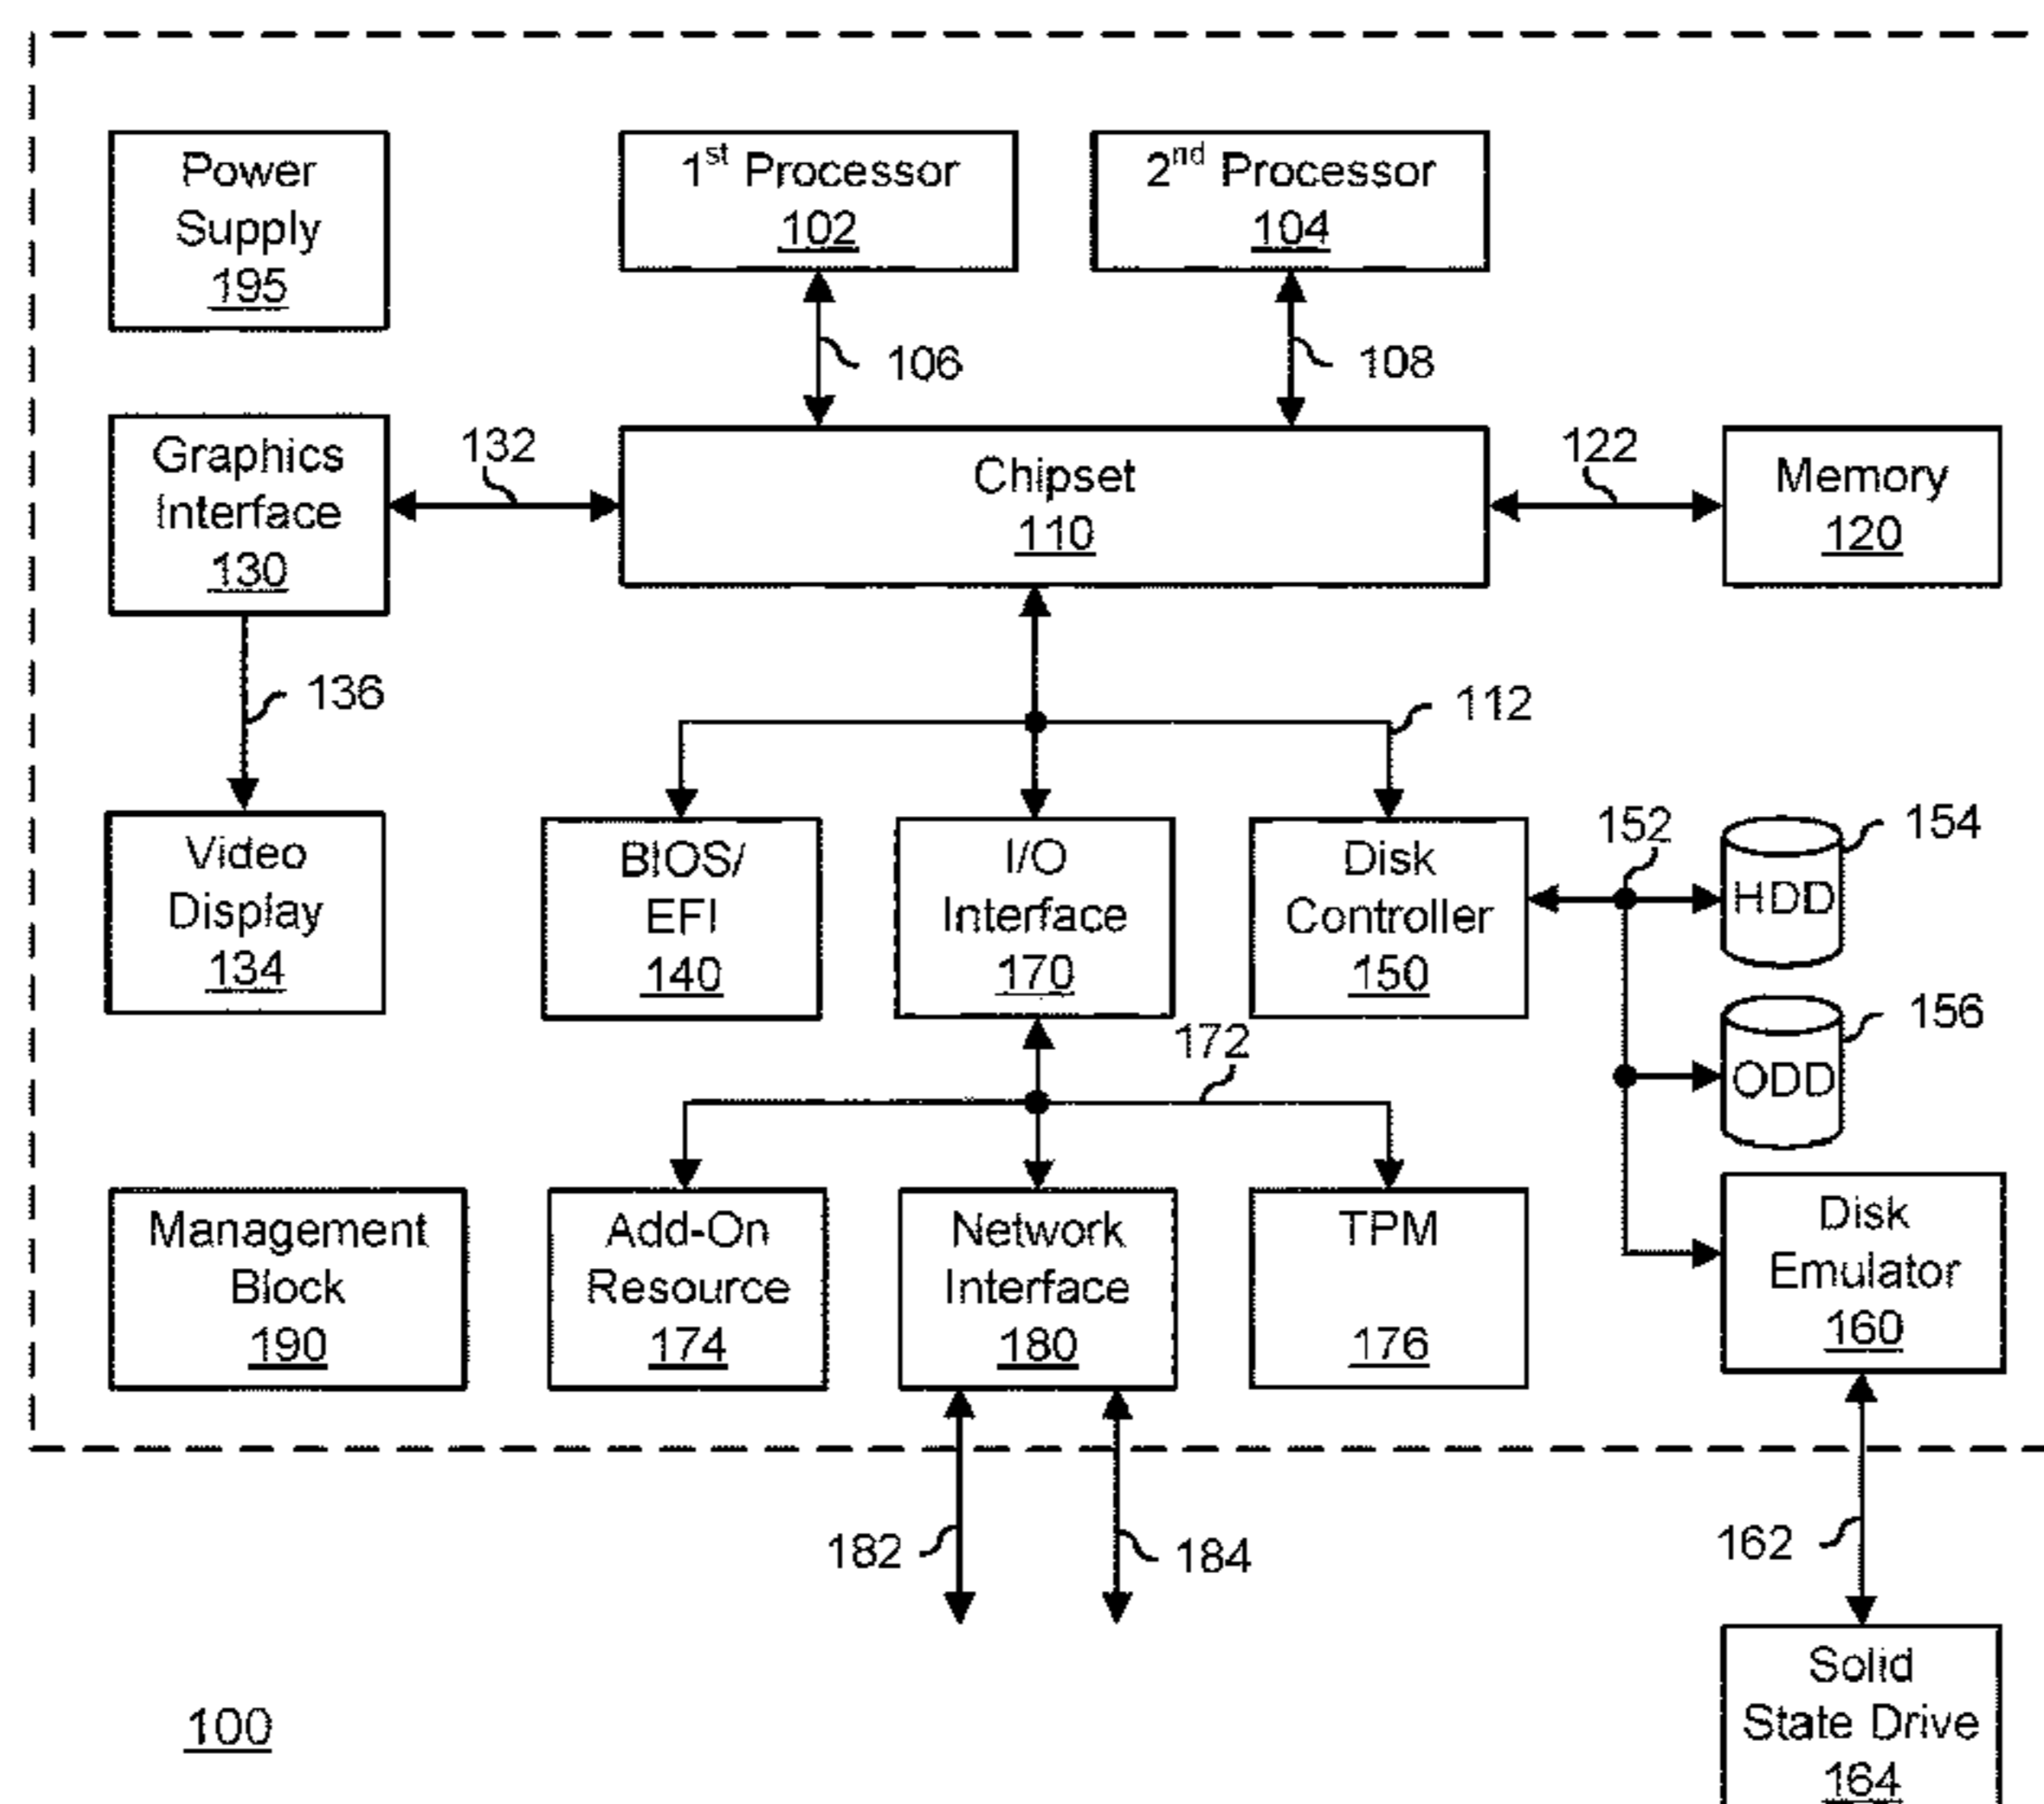 Power
Supply
195
1st Processor
102
2nd Processor
104
106
108
Graphics
Interface
130
132
Chipset
110
122
Memory
120
136
112
Video
Display
134
BIOS/
EFI
140
I/O
Interface
170
Disk
Controller
150
152
HDD
154
ODD
156
172
Management
Block
190
Add-On
Resource
174
Network
Interface
180
TPM
176
Disk
Emulator
160
182
184
162
Solid
State Drive
164
100